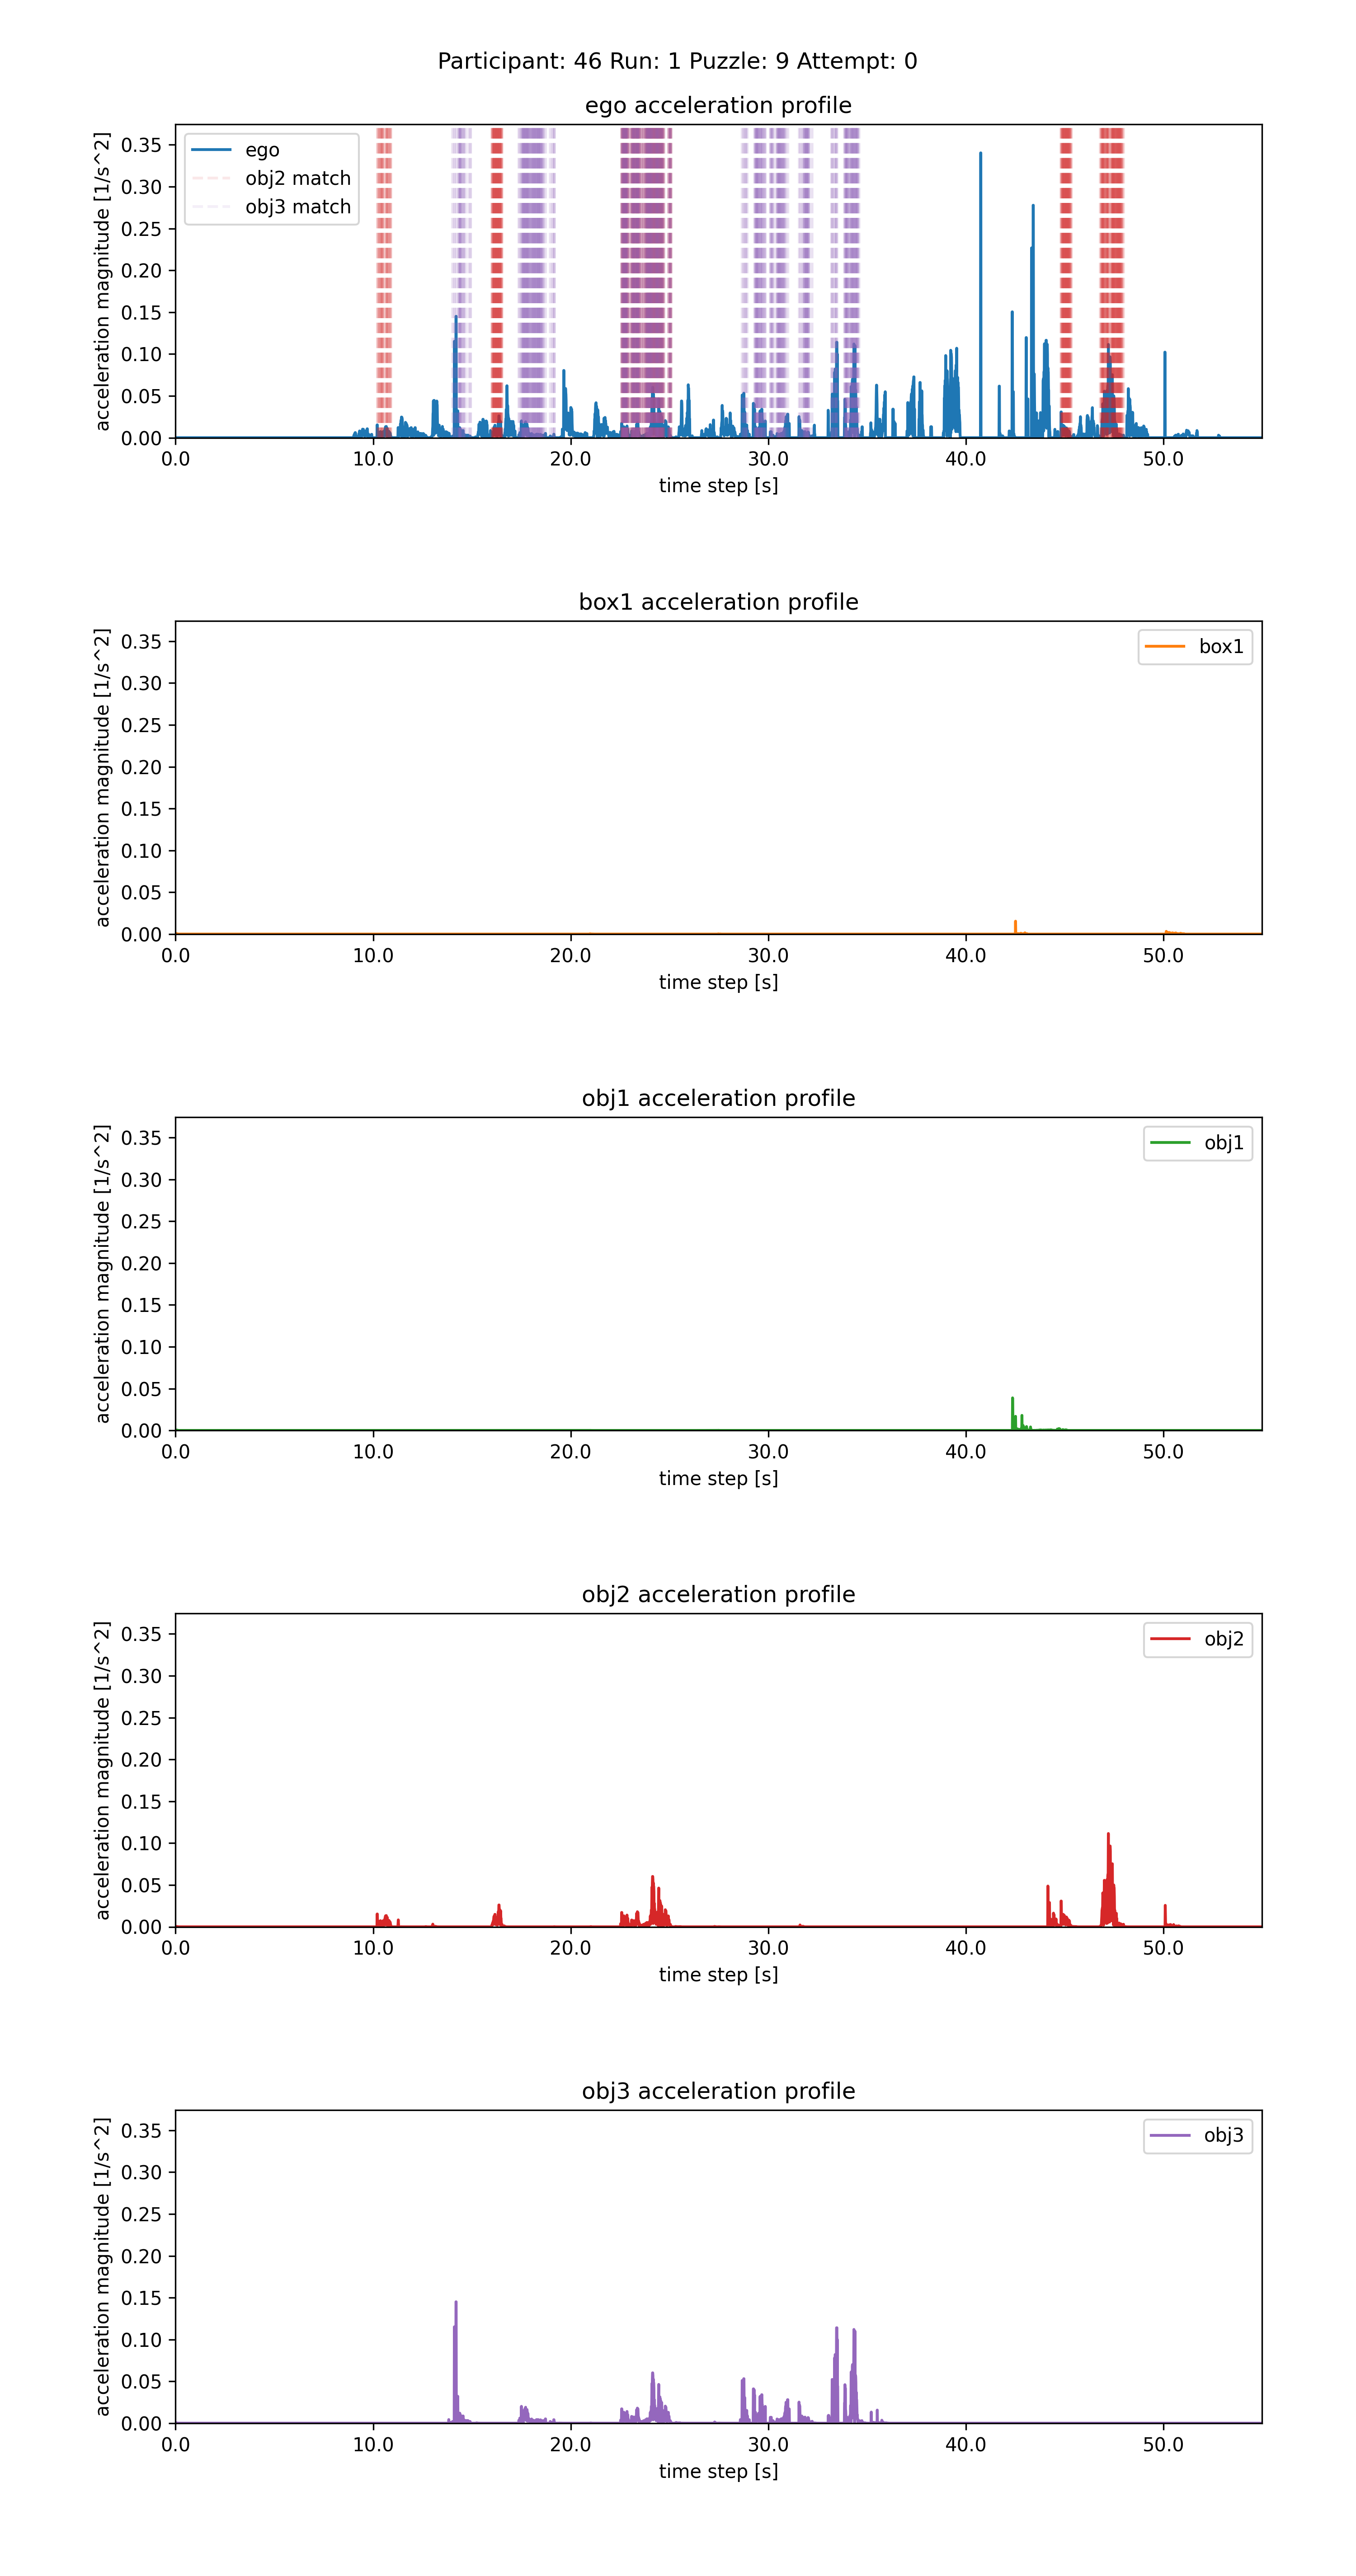 Participant: 46 Run: 1 Puzzle: 9 Attempt: 0
ego acceleration profile
acceleration magnitude [1/s^2]
0.35
0.30
0.25
0.20
0.15
0.10
0.05
0.00
ego
obj2 match
obj3 match
0.0 10.0 20.0 30.0 40.0 50.0
time step [s]
box1 acceleration profile
acceleration magnitude [1/s^2]
0.35
0.30
0.25
0.20
0.15
0.10
0.05
0.00
box1
0.0 10.0 20.0 30.0 40.0 50.0
time step [s]
obj1 acceleration profile
acceleration magnitude [1/s^2]
0.35
0.30
0.25
0.20
0.15
0.10
0.05
0.00
obj1
0.0 10.0 20.0 30.0 40.0 50.0
time step [s]
obj2 acceleration profile
acceleration magnitude [1/s^2]
0.35
0.30
0.25
0.20
0.15
0.10
0.05
0.00
obj2
0.0 10.0 20.0 30.0 40.0 50.0
time step [s]
obj3 acceleration profile
acceleration magnitude [1/s^2]
0.35
0.30
0.25
0.20
0.15
0.10
0.05
0.00
obj3
0.0 10.0 20.0 30.0 40.0 50.0
time step [s]